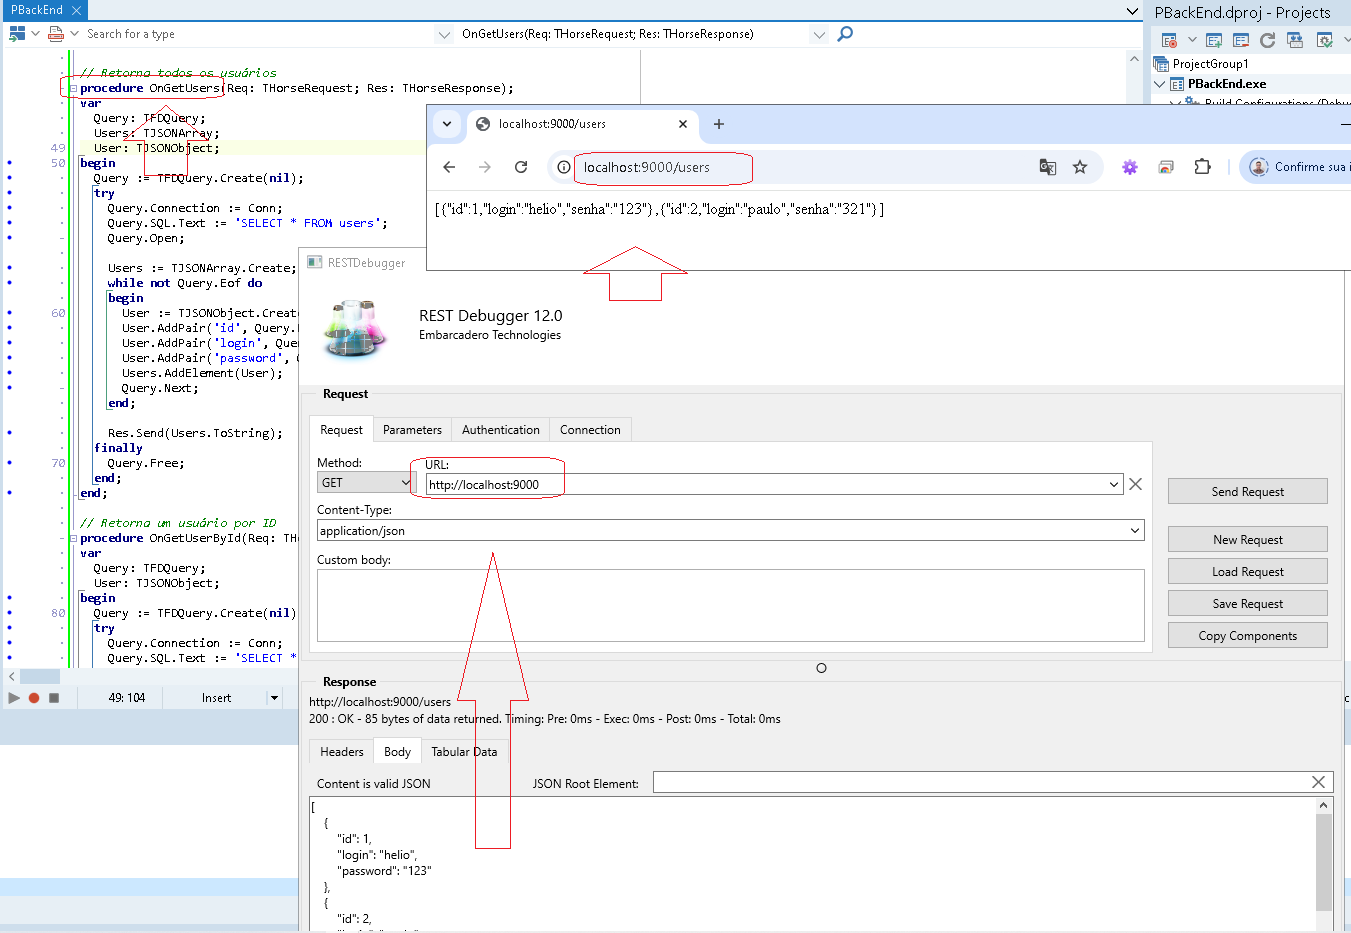 PBackEnd
PBackEnd.dproj - Projects
Search for a type
OnGetUsers(Req: THorseRequest; Res: THorseResponse)
ProjectGroup1
PBackEnd.exe
Build Configurations (Debug
// Retorna todos os usuários
procedure OnGetUsers(Req: THorseRequest; Res: THorseResponse);
var
Query: TFDQuery;
Users: TJSONArray;
49 User: TJSONObject;
50 begin
Query := TFDQuery.Create(nil);
try
Query.Connection := Conn;
Query.SQL.Text := 'SELECT * FROM users';
Query.Open;
Users := TJSONArray.Create;
while not Query.Eof do
begin
60 User := TJSONObject.Creat
User.AddPair('id', Query.
User.AddPair('login', Que
User.AddPair('password',
Users.AddElement(User);
Query.Next;
end;
Res.Send(Users.ToString);
finally
70 Query.Free;
end;
end;
// Retorna um usuário por ID
procedure OnGetUserById(Req: THo
var
Query: TFDQuery;
User: TJSONObject;
begin
80 Query := TFDQuery.Create(nil)
try
Query.Connection := Conn;
Query.SQL.Text := 'SELECT *
49: 104
Insert
localhost:9000/users
localhost:9000/users
Confirme sua i
[{"id":1,"login":"helio","senha":"123"},{"id":2,"login":"paulo","senha":"321"}]
RESTDebugger
REST Debugger 12.0
Embarcadero Technologies
Request
Request Parameters Authentication Connection
Method:
URL:
GET
http://localhost:9000
Content-Type:
application/json
Custom body:
Send Request
New Request
Load Request
Save Request
Copy Components
Response
http://localhost:9000/users
200 : OK - 85 bytes of data returned. Timing: Pre: 0ms - Exec: 0ms - Post: 0ms - Total: 0ms
Headers Body Tabular Data
Content is valid JSON
JSON Root Element:
[
{
"id": 1,
"login": "helio",
"password": "123"
},
{
"id": 2,